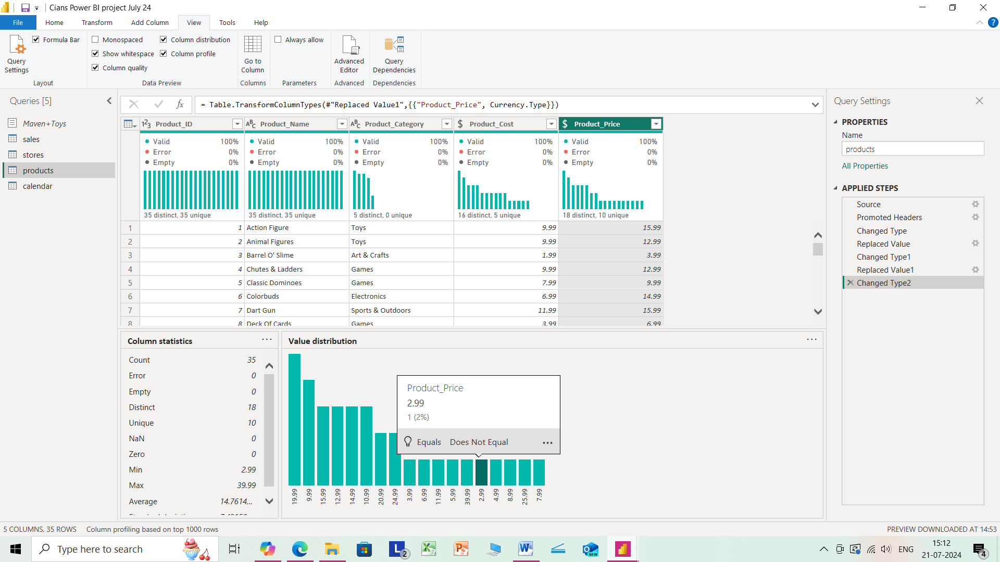 Cians Power BI project July 24
File Home Transform Add Column View Tools Help
Query Settings
Formula Bar
Layout
Monospaced
Show whitespace
Column quality
Column distribution
Column profile
Data Preview
Go to Column
Columns
Always allow
Parameters
Advanced Editor
Advanced
Query Dependencies
Dependencies
Queries [5]
Maven+Toys
sales
stores
products
calendar
fx = Table.TransformColumnTypes(#"Replaced Value1",{{"Product_Price", Currency.Type}})
123 Product_ID ABC Product_Name ABC Product_Category $ Product_Cost $ Product_Price
Valid 100% Valid 100% Valid 100% Valid 100% Valid 100%
Error 0% Error 0% Error 0% Error 0% Error 0%
Empty 0% Empty 0% Empty 0% Empty 0% Empty 0%
35 distinct, 35 unique 35 distinct, 35 unique 5 distinct, 0 unique 16 distinct, 5 unique 18 distinct, 10 unique
1 1 Action Figure Toys 9.99 15.99
2 2 Animal Figures Toys 9.99 12.99
3 3 Barrel O' Slime Art & Crafts 1.99 3.99
4 4 Chutes & Ladders Games 9.99 12.99
5 5 Classic Dominoes Games 7.99 9.99
6 6 Colorbuds Electronics 6.99 14.99
7 7 Dart Gun Sports & Outdoors 11.99 15.99
8 8 Deck Of Cards Games 3.99 6.99
Column statistics
Count 35
Error 0
Empty 0
Distinct 18
Unique 10
NaN 0
Zero 0
Min 2.99
Max 39.99
Average 14.7614...
Value distribution
Product_Price
2.99
1 (2%)
Equals Does Not Equal
19.99 9.99 15.99 12.99 14.99 10.99 20.99 24.99 3.99 6.99 11.99 5.99 39.99 2.99 4.99 8.99 25.99 7.99
Query Settings
PROPERTIES
Name
products
All Properties
APPLIED STEPS
Source
Promoted Headers
Changed Type
Replaced Value
Changed Type1
Replaced Value1
Changed Type2
5 COLUMNS, 35 ROWS Column profiling based on top 1000 rows
PREVIEW DOWNLOADED AT 14:53
Type here to search
L 2
NEW
ENG
15:12
21-07-2024
4